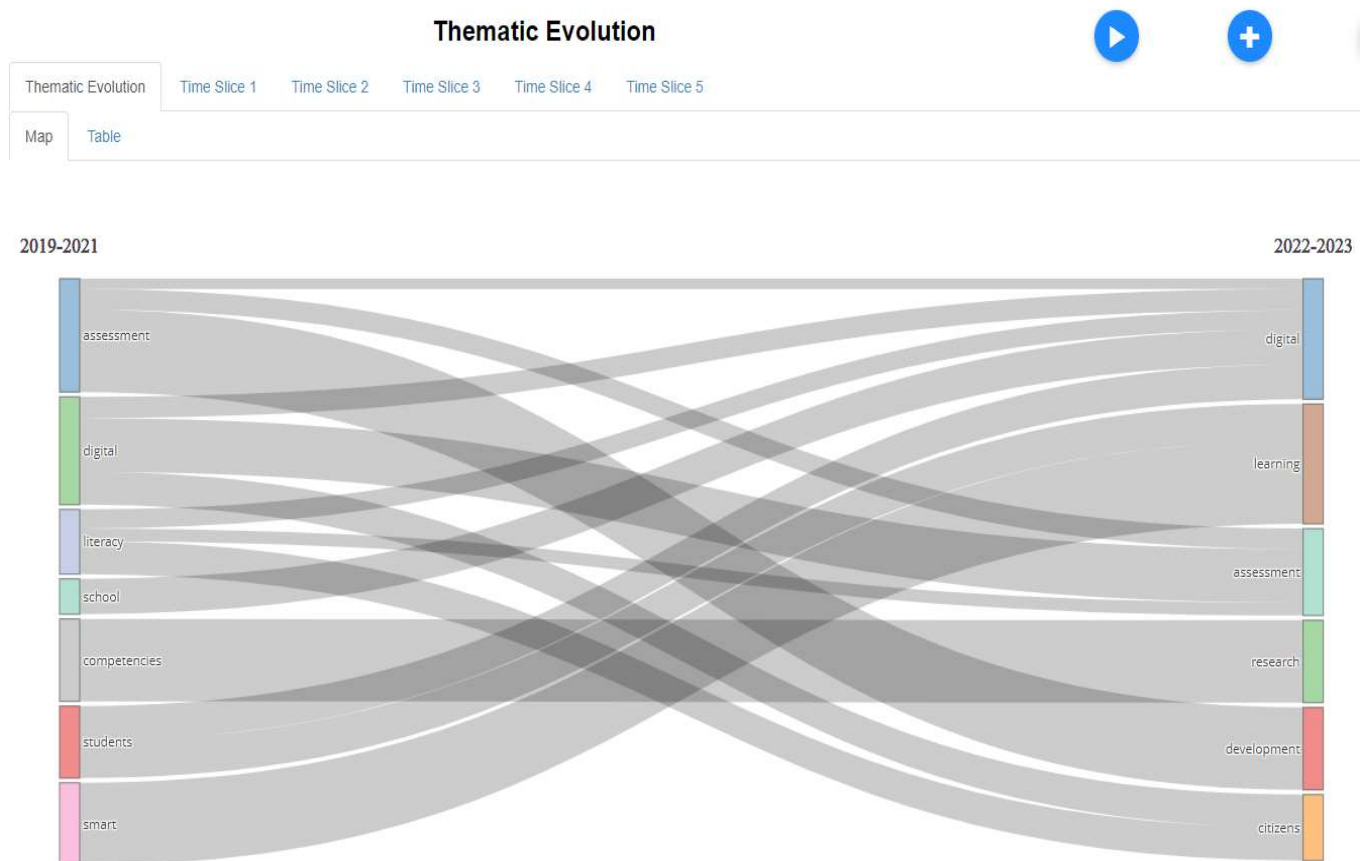 Thematic Evolution
Thematic Evolution Time Slice 1 Time Slice 2 Time Slice 3 Time Slice 4 Time Slice 5
Map Table
2019-2021 2022-2023
assessment
digital
literacy
school
competencies
students
smart
digital
learning
assessment
research
development
citizens